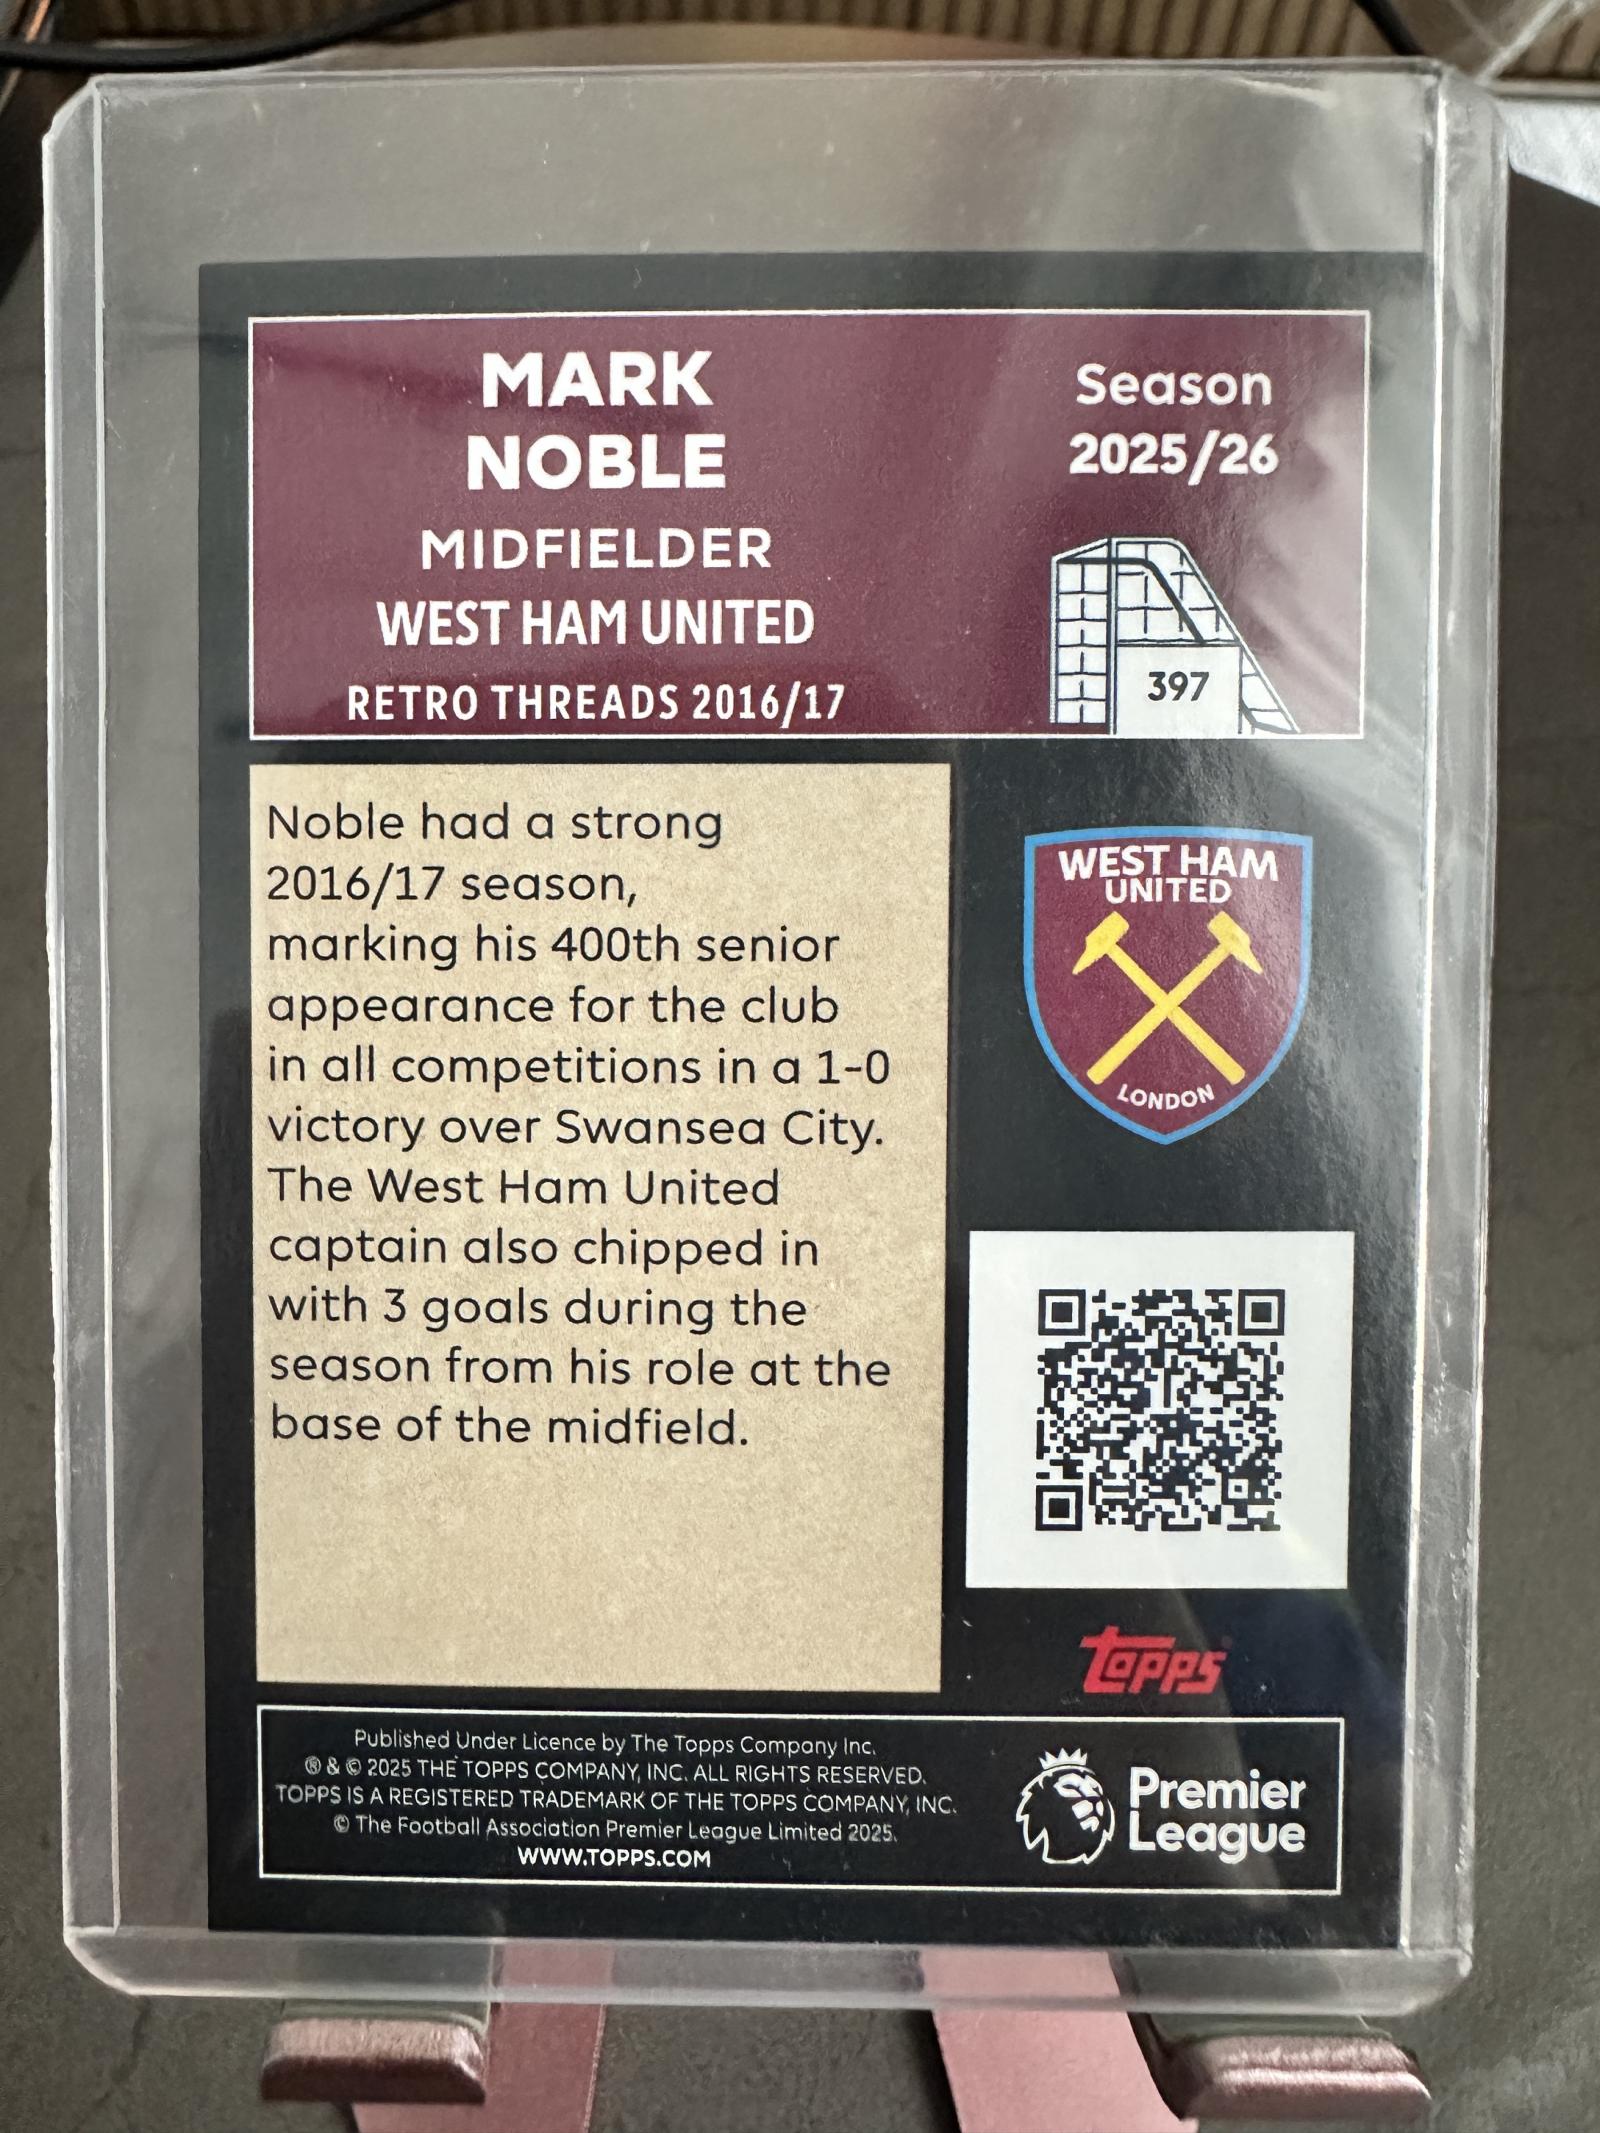 MARK
NOBLE
MIDFIELDER
WEST HAM UNITED
RETRO THREADS 2016/17
Season
2025/26
397
Noble had a strong
2016/17 season,
marking his 400th senior
appearance for the club
in all competitions in a 1-0
victory over Swansea City.
The West Ham United
captain also chipped in
with 3 goals during the
season from his role at the
base of the midfield.
WEST HAM
UNITED
LONDON
Topps
Published Under Licence by The Topps Company Inc.
® & © 2025 THE TOPPS COMPANY, INC. ALL RIGHTS RESERVED.
TOPPS IS A REGISTERED TRADEMARK OF THE TOPPS COMPANY, INC.
© The Football Association Premier League Limited 2025.
WWW.TOPPS.COM
Premier
League